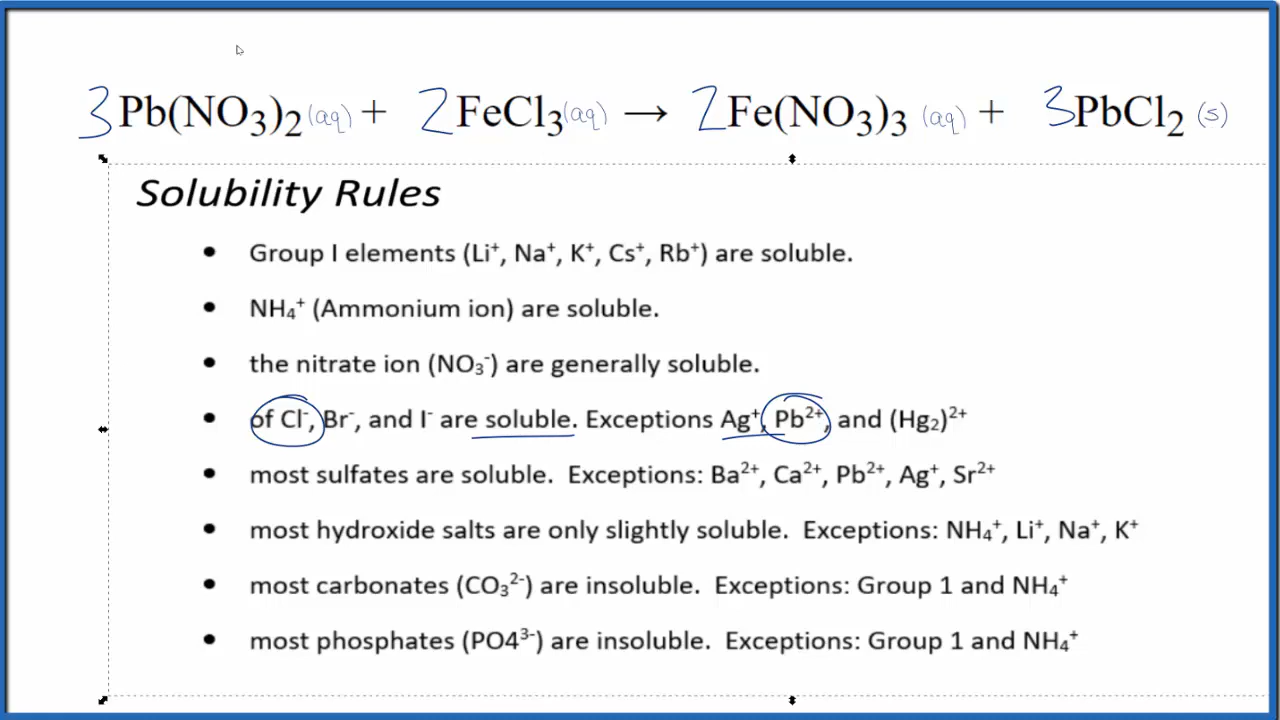 3Pb(NO₃)₂(aq) + 2FeCl₃(aq) → 2Fe(NO₃)₃ (aq) + 3PbCl₂ (s)
Solubility Rules
• Group I elements (Li⁺, Na⁺, K⁺, Cs⁺, Rb⁺) are soluble.
• NH₄⁺ (Ammonium ion) are soluble.
• the nitrate ion (NO₃⁻) are generally soluble.
• of Cl⁻, Br⁻, and I⁻ are soluble. Exceptions Ag⁺, Pb²⁺, and (Hg₂)²⁺
• most sulfates are soluble. Exceptions: Ba²⁺, Ca²⁺, Pb²⁺, Ag⁺, Sr²⁺
• most hydroxide salts are only slightly soluble. Exceptions: NH₄⁺, Li⁺, Na⁺, K⁺
• most carbonates (CO₃²⁻) are insoluble. Exceptions: Group 1 and NH₄⁺
• most phosphates (PO4³⁻) are insoluble. Exceptions: Group 1 and NH₄⁺